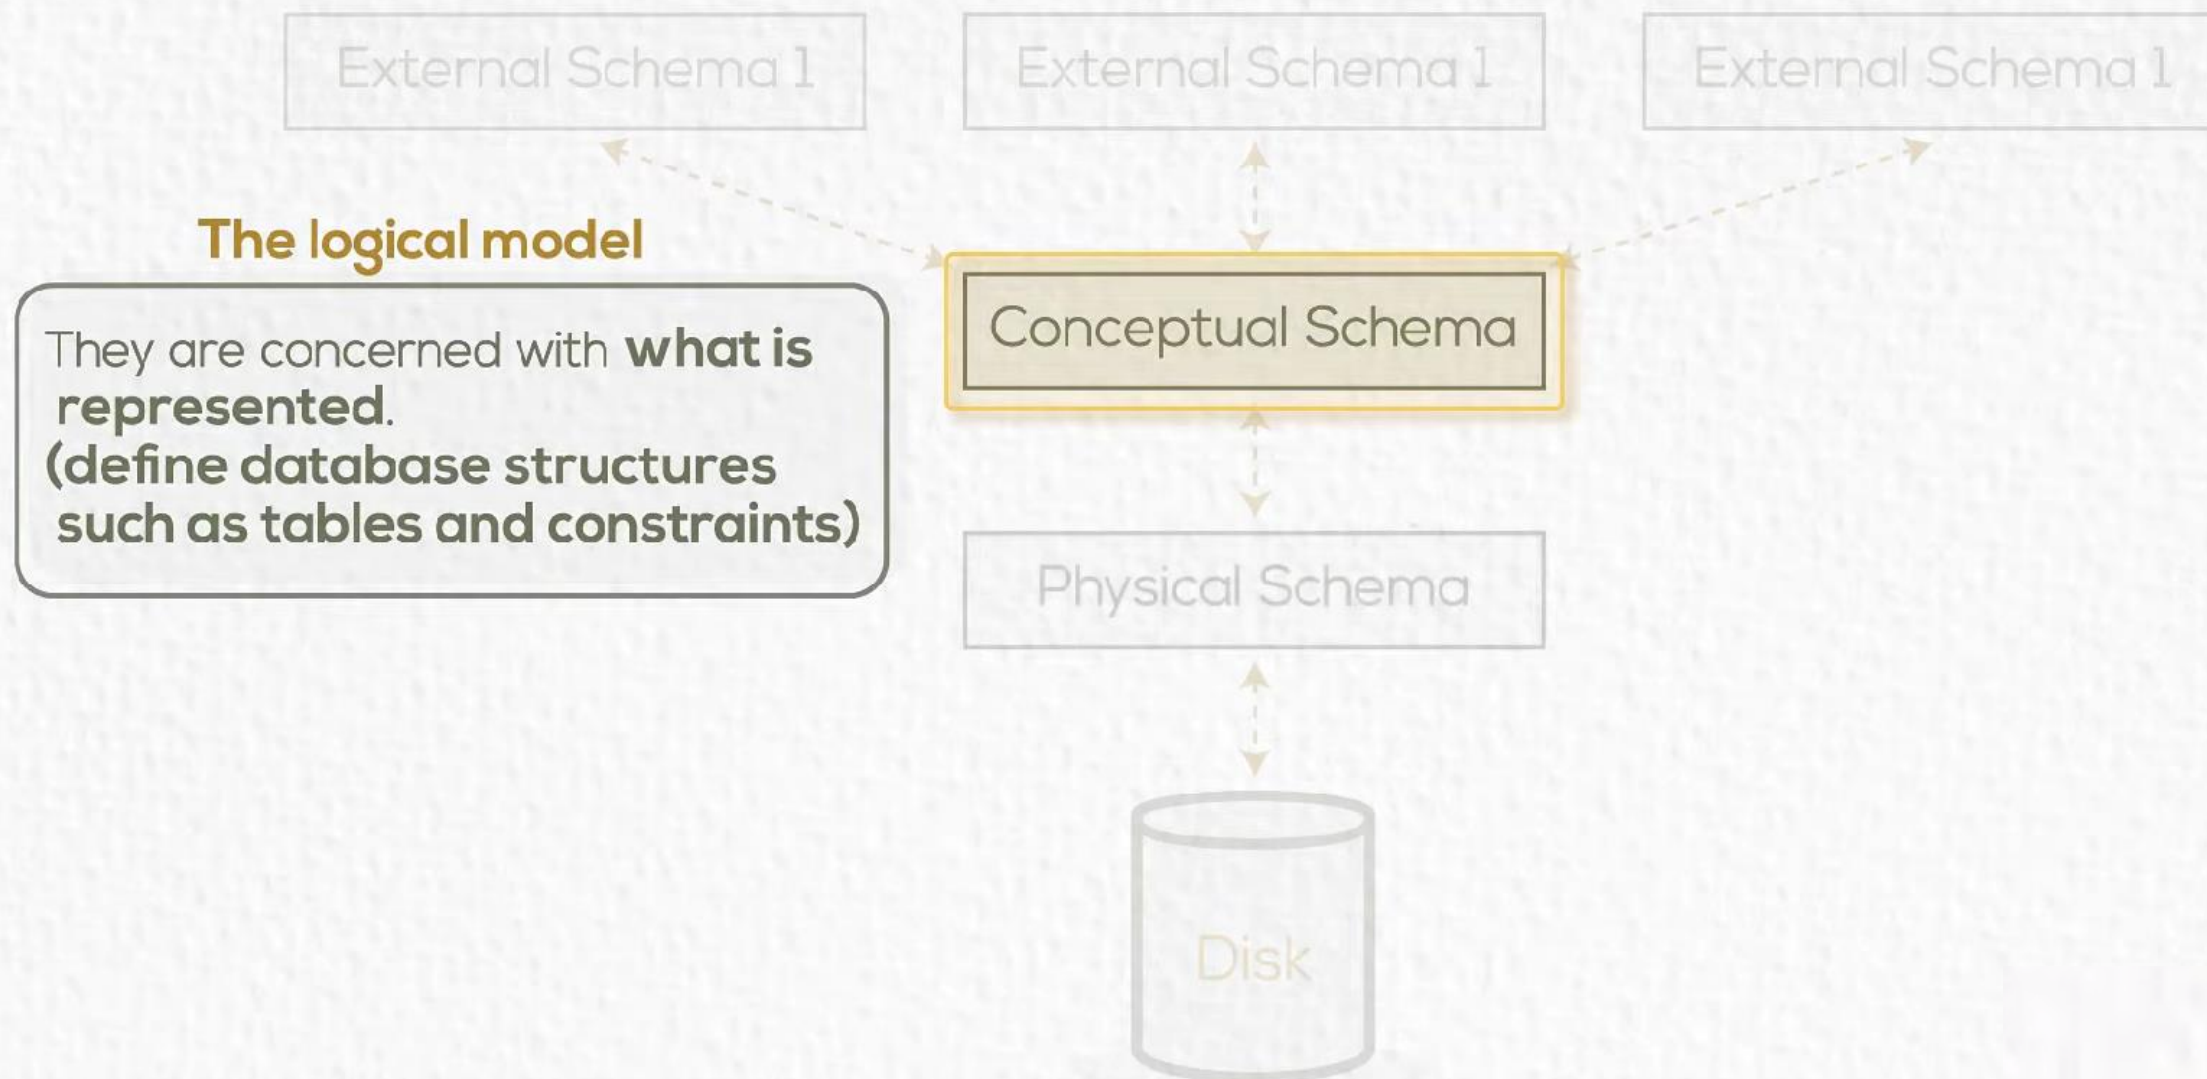 External Schema 1
External Schema 1
External Schema 1
The logical model
They are concerned with what is
represented.
(define database structures
such as tables and constraints)
Conceptual Schema
Physical Schema
Disk